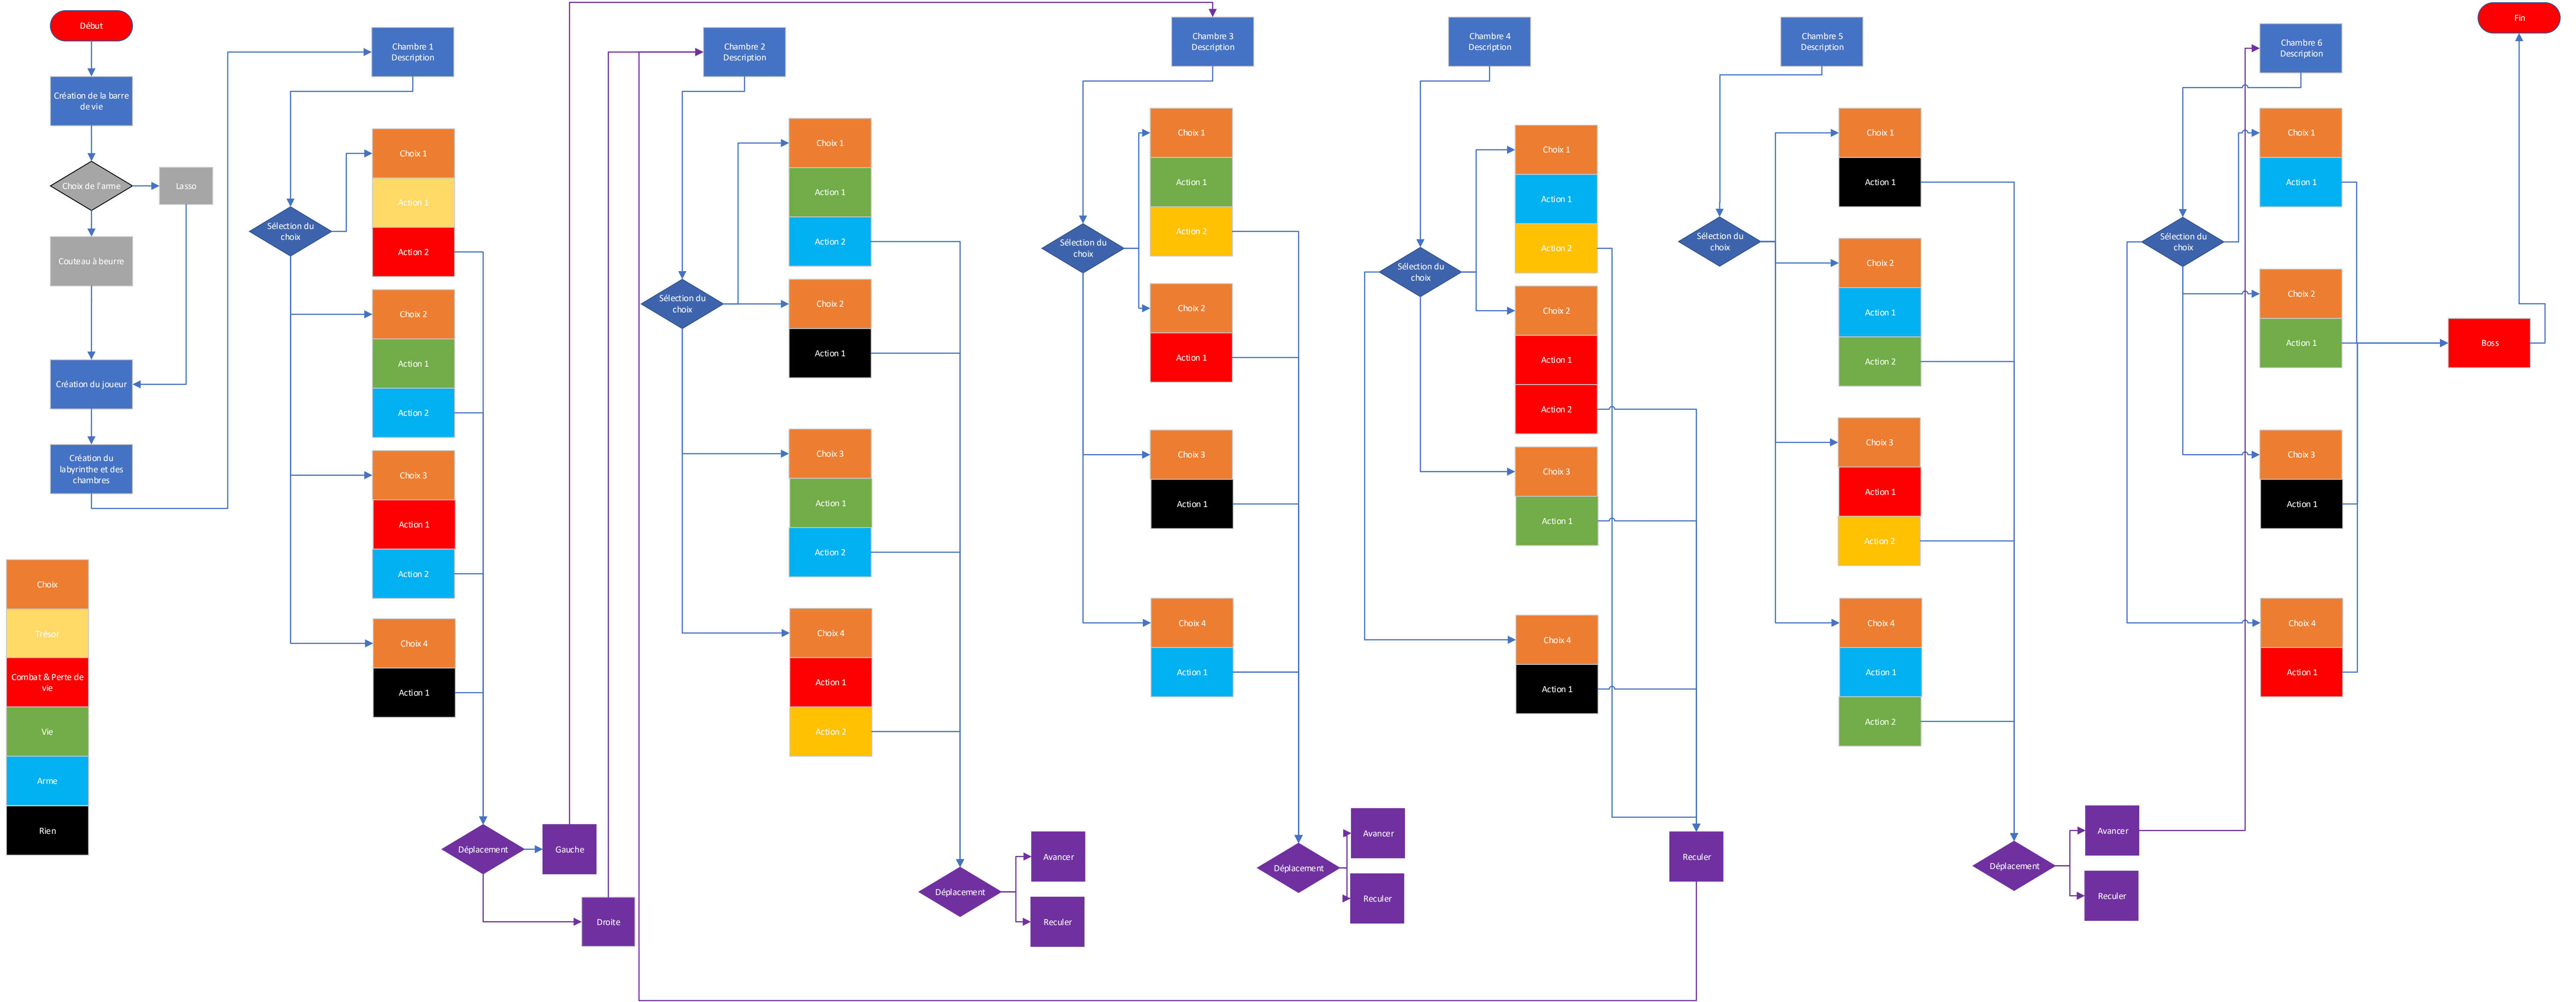 Début
Création de la barre
de vie
Choix de l'arme
Lasso
Couteau à beurre
Création du joueur
Création du
labyrinthe et des
chambres
Choix
Trésor
Combat & Perte de
vie
Vie
Arme
Rien
Chambre 1
Description
Sélection du
choix
Choix 1
Action 1
Action 2
Choix 2
Action 1
Action 2
Choix 3
Action 1
Action 2
Choix 4
Action 1
Déplacement
Gauche
Droite
Chambre 2
Description
Sélection du
choix
Choix 1
Action 1
Action 2
Choix 2
Action 1
Choix 3
Action 1
Action 2
Choix 4
Action 1
Action 2
Déplacement
Avancer
Reculer
Chambre 3
Description
Sélection du
choix
Choix 1
Action 1
Action 2
Choix 2
Action 1
Choix 3
Action 1
Choix 4
Action 1
Déplacement
Avancer
Reculer
Chambre 4
Description
Sélection du
choix
Choix 1
Action 1
Action 2
Choix 2
Action 1
Action 2
Choix 3
Action 1
Choix 4
Action 1
Reculer
Chambre 5
Description
Sélection du
choix
Choix 1
Action 1
Choix 2
Action 1
Action 2
Choix 3
Action 1
Action 2
Choix 4
Action 1
Action 2
Déplacement
Avancer
Reculer
Chambre 6
Description
Sélection du
choix
Choix 1
Action 1
Choix 2
Action 1
Choix 3
Action 1
Choix 4
Action 1
Boss
Fin